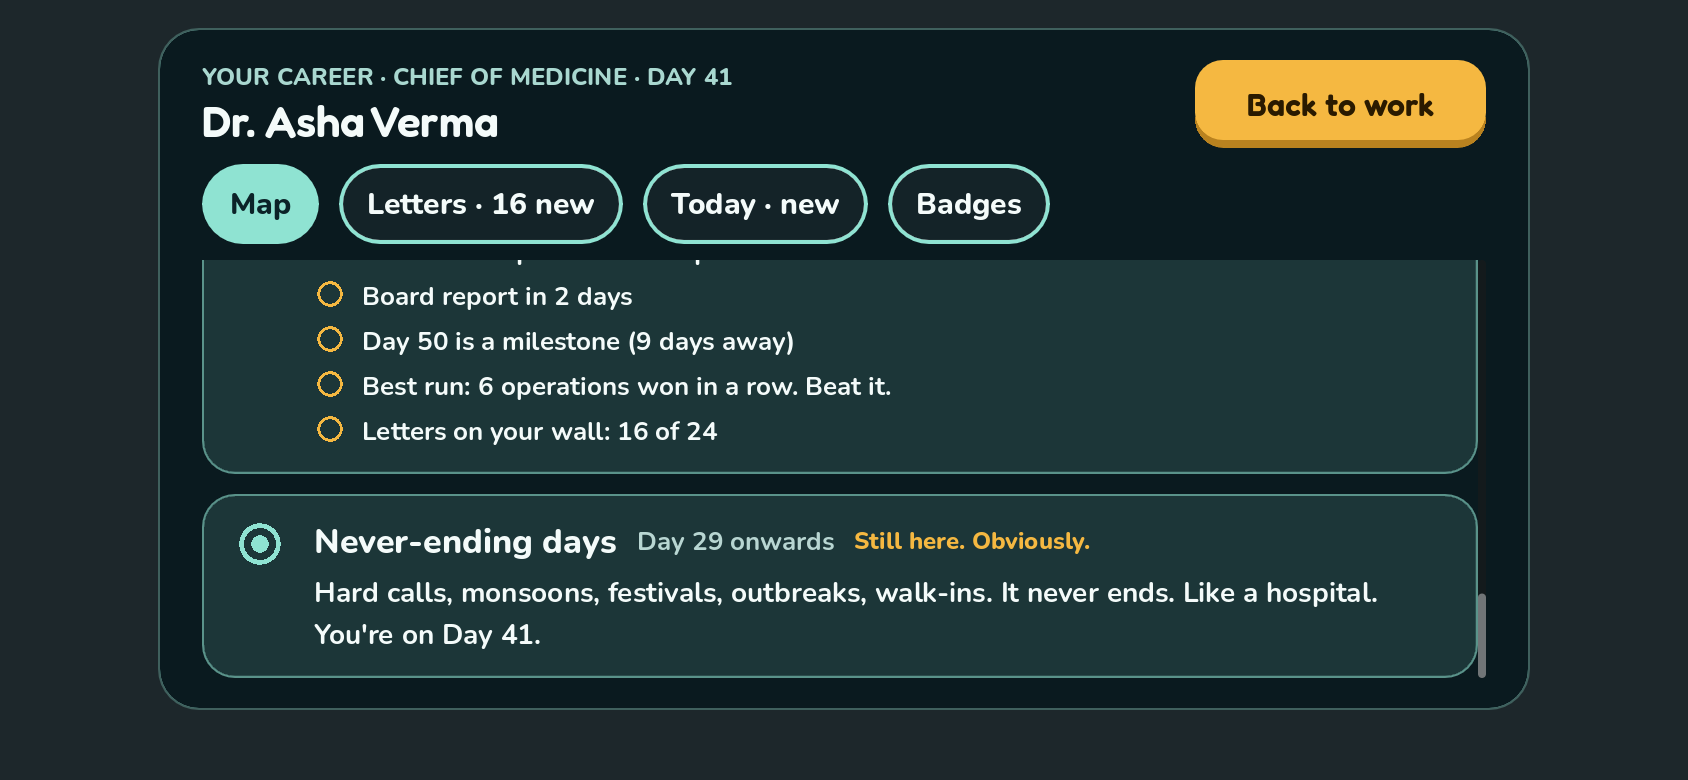 YOUR CAREER · CHIEF OF MEDICINE · DAY 41
Dr. Asha Verma
Back to work
Map
Letters · 16 new
Today · new
Badges
Board report in 2 days
Day 50 is a milestone (9 days away)
Best run: 6 operations won in a row. Beat it.
Letters on your wall: 16 of 24
Never-ending days Day 29 onwards Still here. Obviously.
Hard calls, monsoons, festivals, outbreaks, walk-ins. It never ends. Like a hospital.
You're on Day 41.